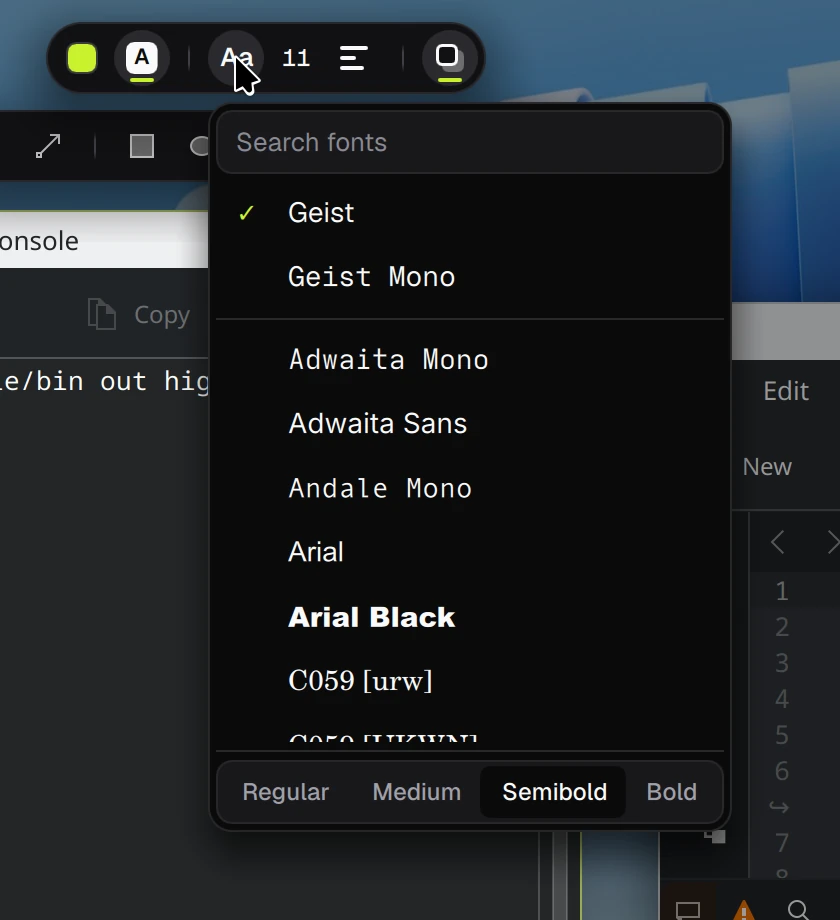 A
Aa 11
Search fonts
✓ Geist
onsole
Geist Mono
Copy
Adwaita Mono
le/bin out hig
Edit
Adwaita Sans
New
Andale Mono
Arial
1
Arial Black
2
3
C059 [urw]
4
5
Regular Medium Semibold Bold
6
7